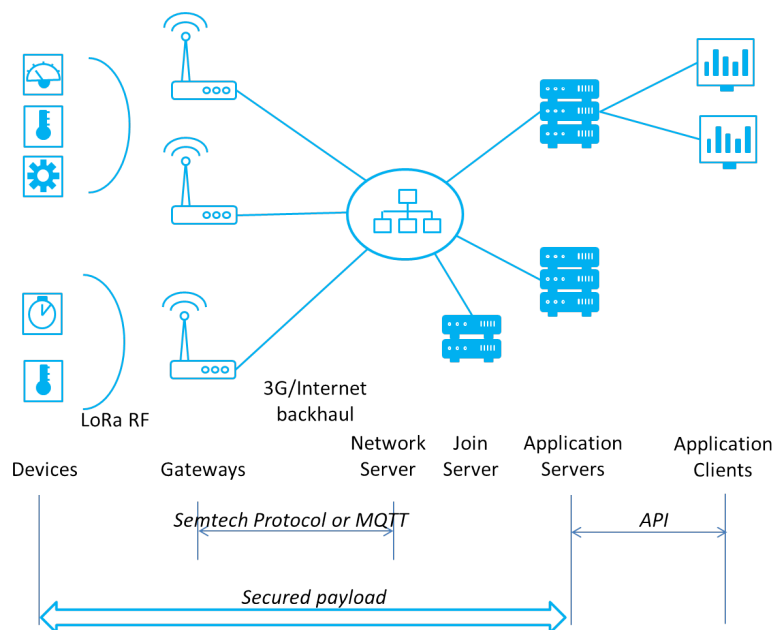 LoRa RF
3G/Internet
backhaul
Devices
Gateways
Network
Server
Join
Server
Application
Servers
Application
Clients
Semtech Protocol or MQTT
API
Secured payload